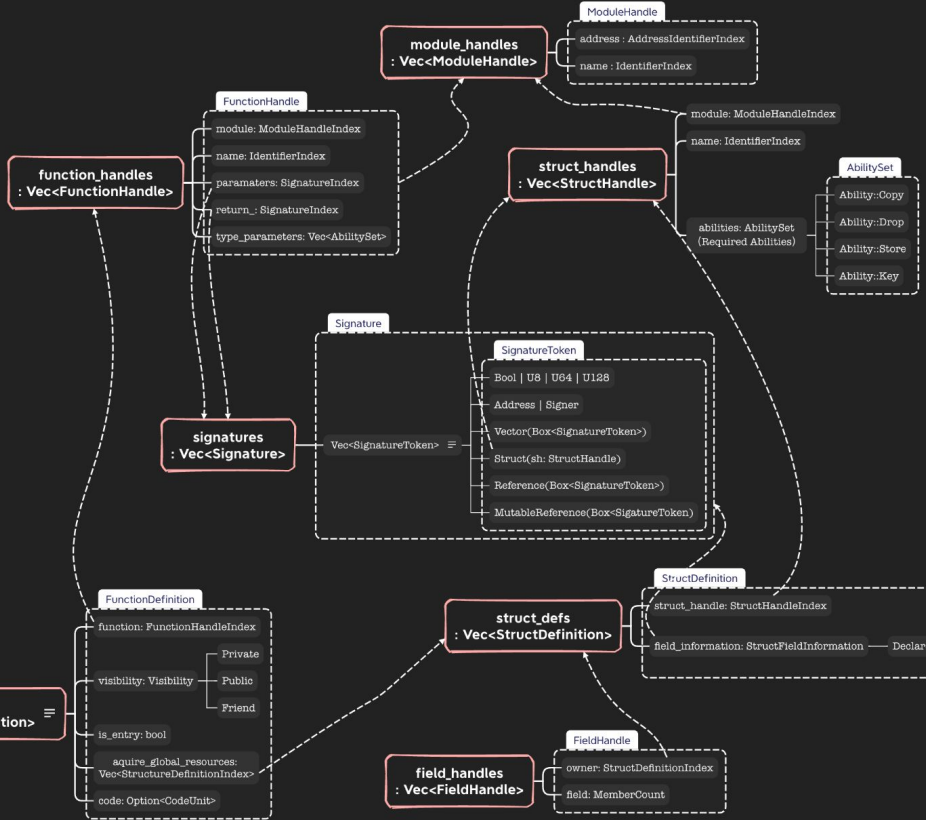 ModuleHandle
module_handles
: Vec<ModuleHandle>
address : AddressIdentifierIndex
name : IdentifierIndex
FunctionHandle
function_handles
: Vec<FunctionHandle>
module: ModuleHandleIndex
name: IdentifierIndex
paramaters: SignatureIndex
return_: SignatureIndex
type_parameters: Vec<AbilitySet>
struct_handles
: Vec<StructHandle>
module: ModuleHandleIndex
name: IdentifierIndex
abilities: AbilitySet
(Required Abilities)
AbilitySet
Ability::Copy
Ability::Drop
Ability::Store
Ability::Key
Signature
signatures
: Vec<Signature>
Vec<SignatureToken>
SignatureToken
Bool | U8 | U64 | U128
Address | Signer
Vector(Box<SignatureToken>)
Struct(sh: StructHandle)
Reference(Box<SignatureToken>)
MutableReference(Box<SigatureToken)
FunctionDefinition
tion>
function: FunctionHandleIndex
visibility: Visibility
Private
Public
Friend
is_entry: bool
aquire_global_resources:
Vec<StructureDefinitionIndex>
code: Option<CodeUnit>
struct_defs
: Vec<StructDefinition>
StructDefinition
struct_handle: StructHandleIndex
field_information: StructFieldInformation
Declar
field_handles
: Vec<FieldHandle>
FieldHandle
owner: StructDefinitionIndex
field: MemberCount